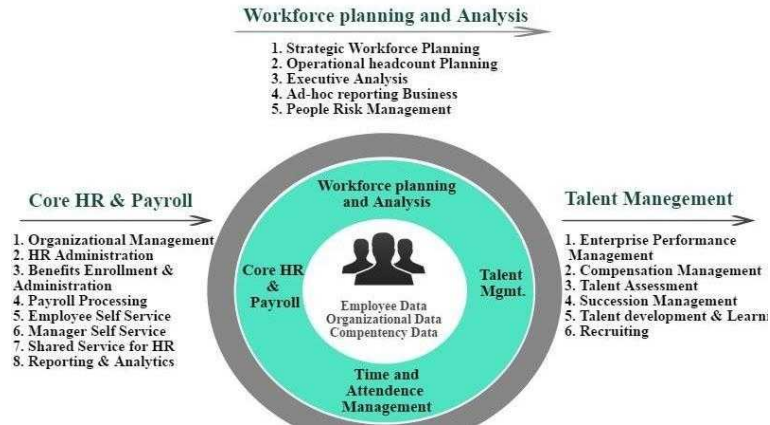 Workforce planning and Analysis
1. Strategic Workforce Planning
2. Operational headcount Planning
3. Executive Analysis
4. Ad-hoc reporting Business
5. People Risk Management
Core HR & Payroll
1. Organizational Management
2. HR Administration
3. Benefits Enrollment &
Administration
4. Payroll Processing
5. Employee Self Service
6. Manager Self Service
7. Shared Service for HR
8. Reporting & Analytics
Workforce planning
and Analysis
Core HR
&
Payroll
Talent
Mgmt.
Employee Data
Organizational Data
Compentency Data
Time and
Attendence
Management
Talent Manegement
1. Enterprise Performance
Management
2. Compensation Management
3. Talent Assessment
4. Succession Management
5. Talent development & Learni
6. Recruiting